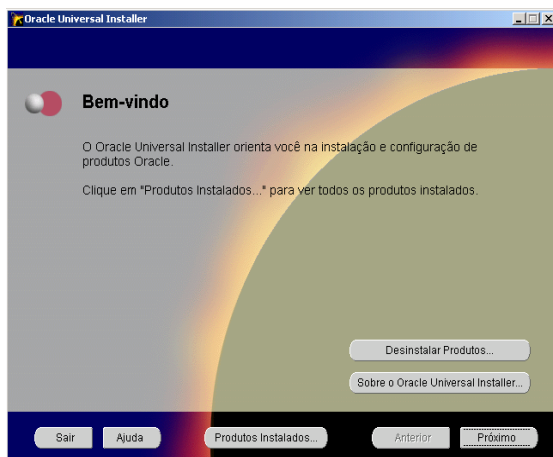 Oracle Universal Installer
Bem-vindo
O Oracle Universal Installer orienta você na instalação e configuração de
produtos Oracle.
Clique em "Produtos Instalados..." para ver todos os produtos instalados.
Desinstalar Produtos...
Sobre o Oracle Universal Installer...
Sair
Ajuda
Produtos Instalados...
Anterior
Próximo